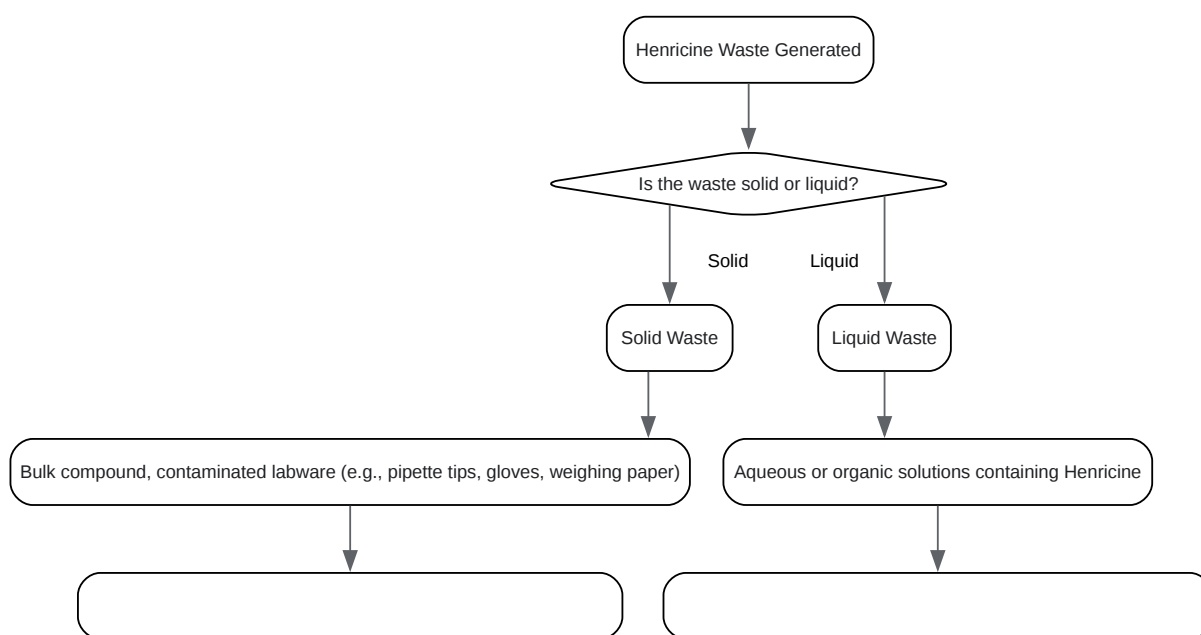 Henricine Waste Generated
Is the waste solid or liquid?
Solid
Liquid
Solid Waste
Liquid Waste
Bulk compound, contaminated labware (e.g., pipette tips, gloves, weighing paper)
Aqueous or organic solutions containing Henricine